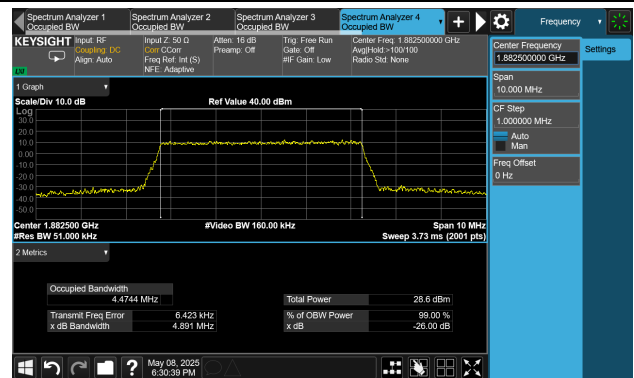 Spectrum Analyzer 1
Occupied BW
Spectrum Analyzer 2
Occupied BW
Spectrum Analyzer 3
Occupied BW
Spectrum Analyzer 4
Occupied BW
Frequency
KEYSIGHT
Input: RF
Coupling: DC
Align: Auto
Input Z: 50 Ω
Corr CCorr
Freq Ref: Int (S)
NFE: Adaptive
Atten: 16 dB
Preamp: Off
Trig: Free Run
Gate: Off
#IF Gain: Low
Center Freq: 1.882500000 GHz
Avg|Hold:>100/100
Radio Std: None
Center Frequency
1.882500000 GHz
Settings
Span
10.000 MHz
CF Step
1.000000 MHz
Auto
Man
Freq Offset
0 Hz
1 Graph
Scale/Div 10.0 dB
Ref Value 40.00 dBm
Log
30.0
20.0
10.0
0.00
-10.0
-20.0
-30.0
-40.0
-50.0
Center 1.882500 GHz
#Video BW 160.00 kHz
Span 10 MHz
#Res BW 51.000 kHz
Sweep 3.73 ms (2001 pts)
2 Metrics
Occupied Bandwidth
4.4744 MHz
Total Power
28.6 dBm
Transmit Freq Error
6.423 kHz
% of OBW Power
99.00 %
x dB Bandwidth
4.891 MHz
x dB
-26.00 dB
May 08, 2025
6:30:39 PM